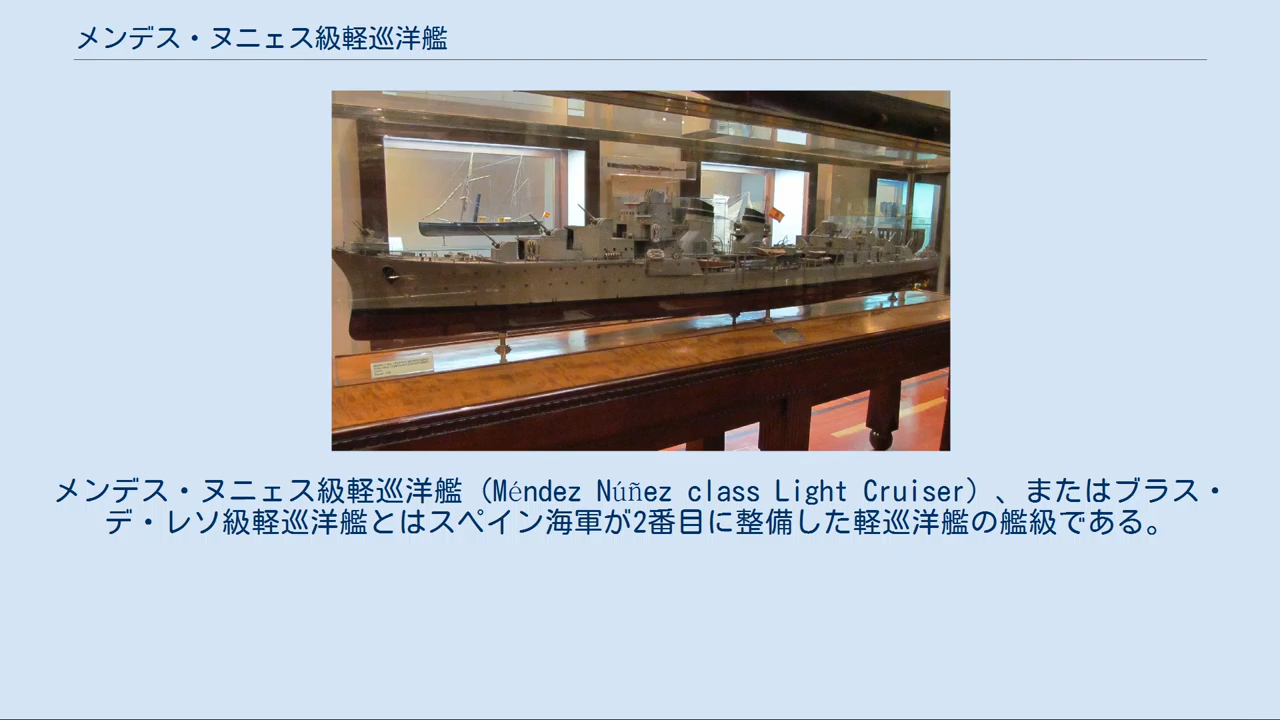 メンデス・ヌニェス級軽巡洋艦
メンデス・ヌニェス級軽巡洋艦（Méndez Núñez class Light Cruiser）、またはブラス・
デ・レソ級軽巡洋艦とはスペイン海軍が2番目に整備した軽巡洋艦の艦級である。